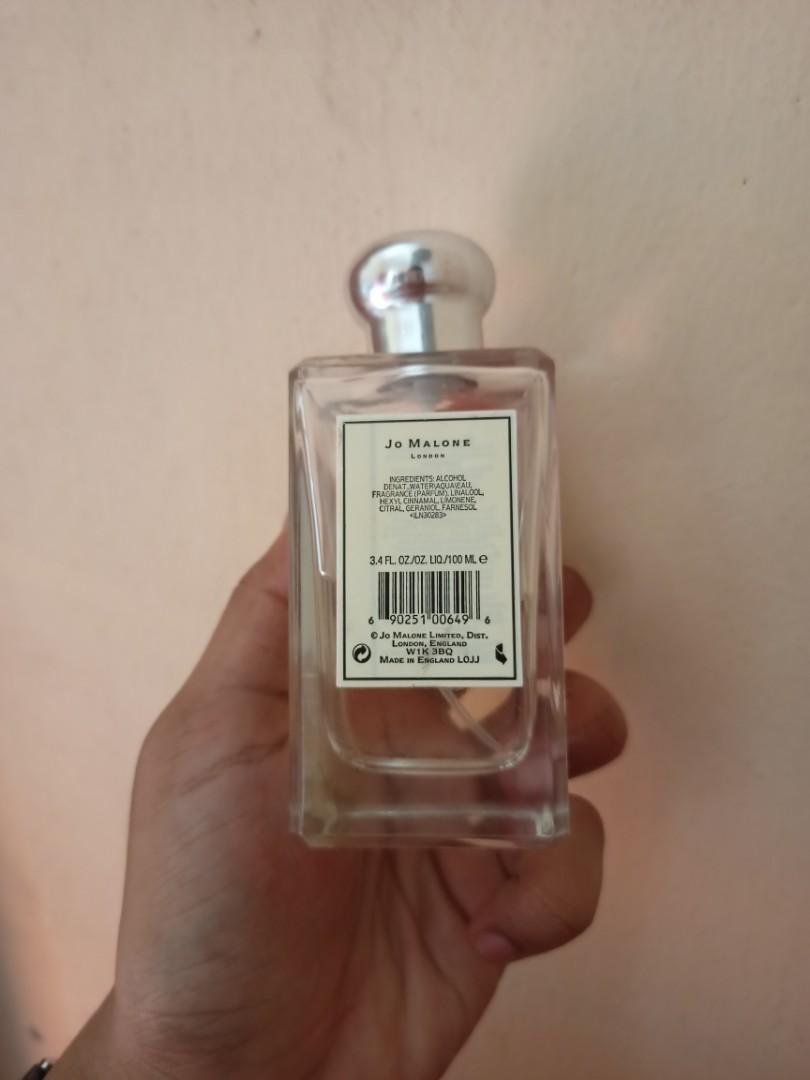 JO MALONE
LONDON
INGREDIENTS: ALCOHOL
DENAT., WATER\AQUA\EAU,
FRAGRANCE (PARFUM), LINALOOL,
HEXYL CINNAMAL, LIMONENE,
CITRAL, GERANIOL, FARNESOL
<ILN30283>
3.4 FL. OZ./OZ. LIQ./100 ML ℮
6 90251 00649 6
© JO MALONE LIMITED, DIST.
LONDON, ENGLAND
W1K 3BQ
MADE IN ENGLAND LOJJ